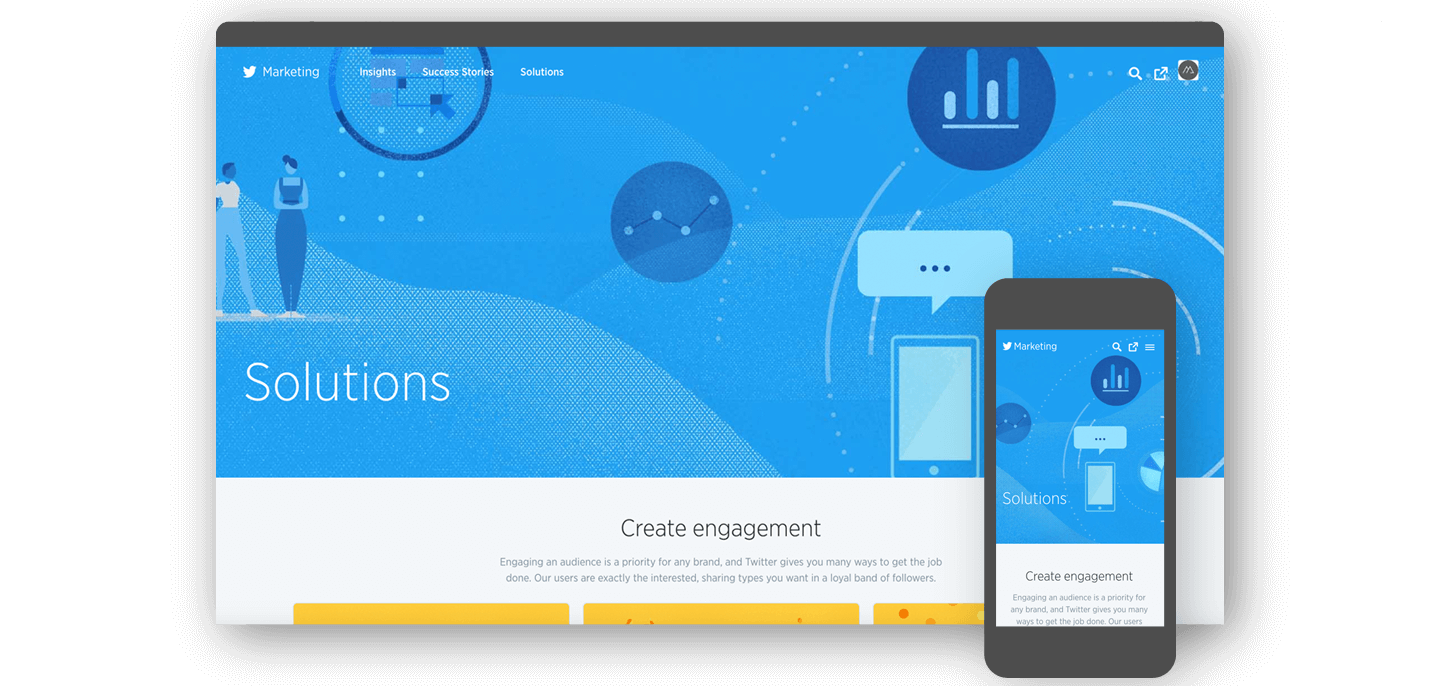 Marketing Insights Success Stories Solutions
Solutions
Create engagement
Engaging an audience is a priority for any brand, and Twitter gives you many ways to get the job
done. Our users are exactly the interested, sharing types you want in a loyal band of followers.
Marketing
Solutions
Create engagement
Engaging an audience is a priority for
any brand, and Twitter gives you many
ways to get the job done. Our users